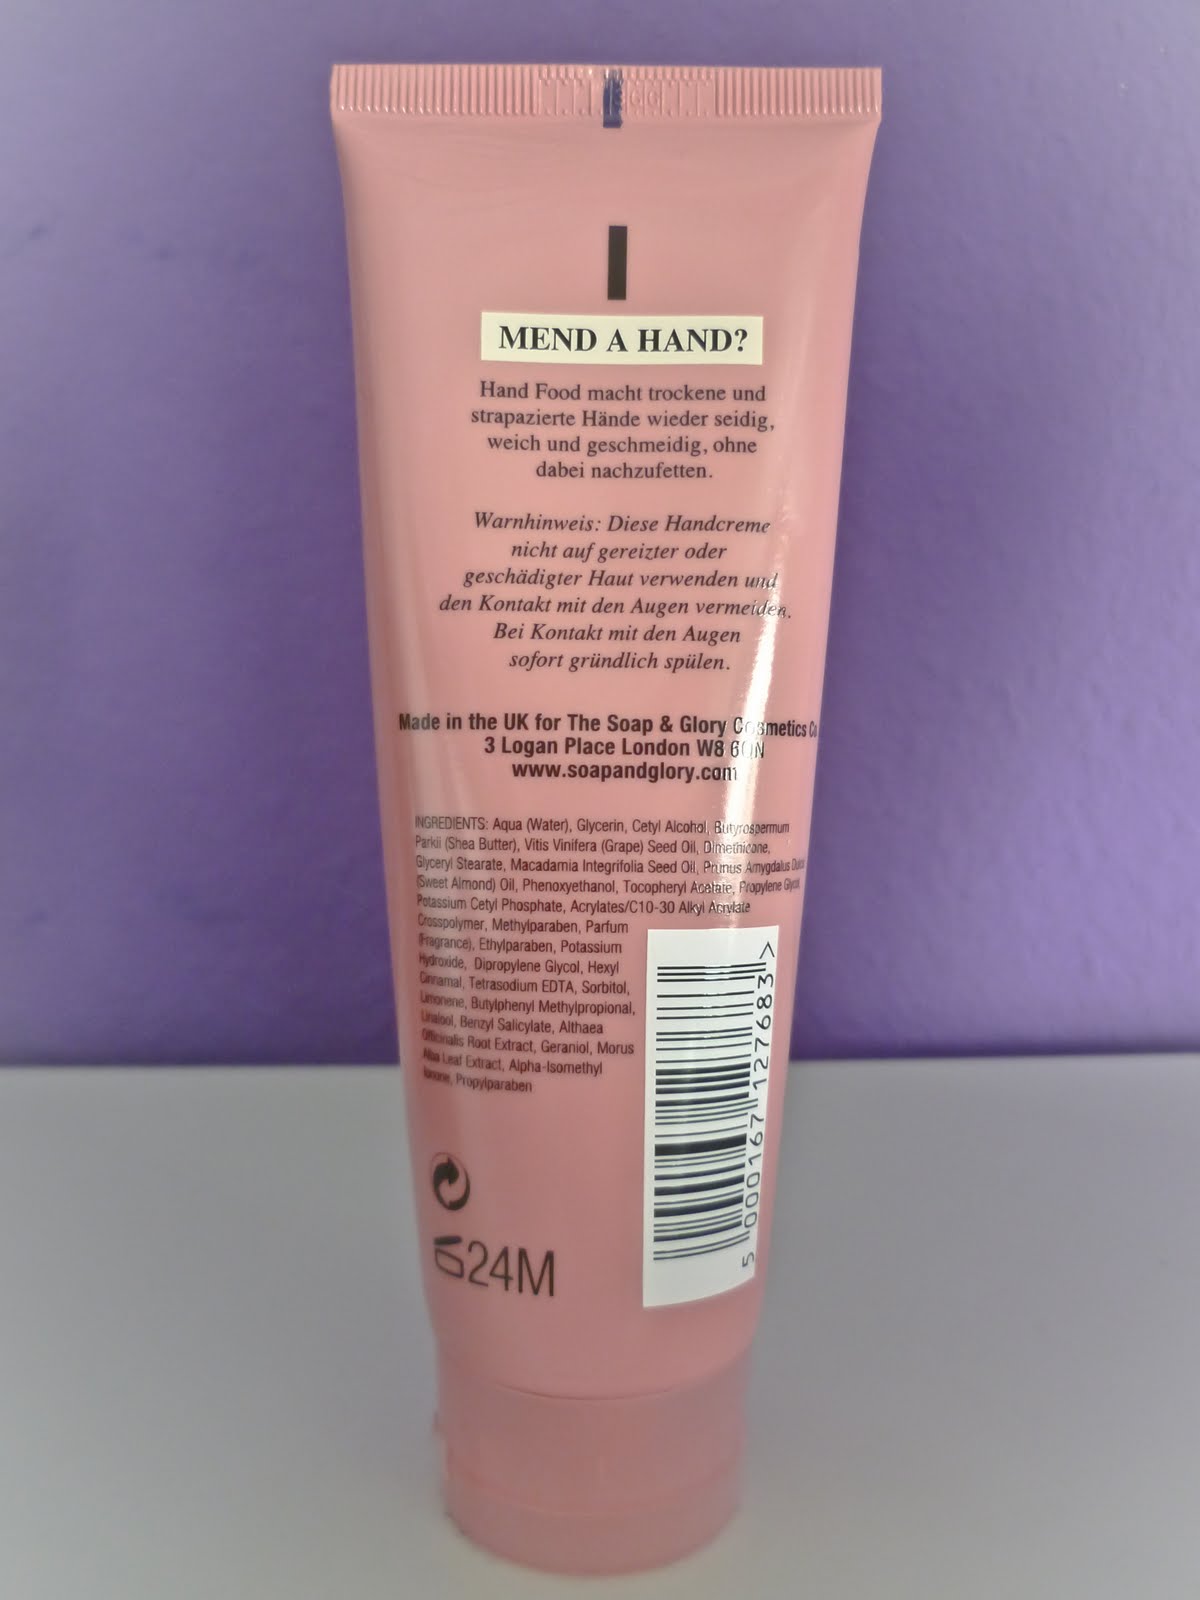 MEND A HAND?
Hand Food macht trockene und
strapazierte Hände wieder seidig,
weich und geschmeidig, ohne
dabei nachzufetten.
Warnhinweis: Diese Handcreme
nicht auf gereizter oder
geschädigter Haut verwenden und
den Kontakt mit den Augen vermeiden.
Bei Kontakt mit den Augen
sofort gründlich spülen.
Made in the UK for The Soap & Glory Cosmetics Co
3 Logan Place London W8 6QN
www.soapandglory.com
INGREDIENTS: Aqua (Water), Glycerin, Cetyl Alcohol, Butyrospermum
Parkii (Shea Butter), Vitis Vinifera (Grape) Seed Oil, Dimethicone,
Glyceryl Stearate, Macadamia Integrifolia Seed Oil, Prunus Amygdalus Dulcis
(Sweet Almond) Oil, Phenoxyethanol, Tocopheryl Acetate, Propylene Glycol,
Potassium Cetyl Phosphate, Acrylates/C10-30 Alkyl Acrylate
Crosspolymer, Methylparaben, Parfum
(Fragrance), Ethylparaben, Potassium
Hydroxide, Dipropylene Glycol, Hexyl
Cinnamal, Tetrasodium EDTA, Sorbitol,
Limonene, Butylphenyl Methylpropional,
Linalool, Benzyl Salicylate, Althaea
Officinalis Root Extract, Geraniol, Morus
Alba Leaf Extract, Alpha-Isomethyl
Ionone, Propylparaben
24M
5 000167 127683 >